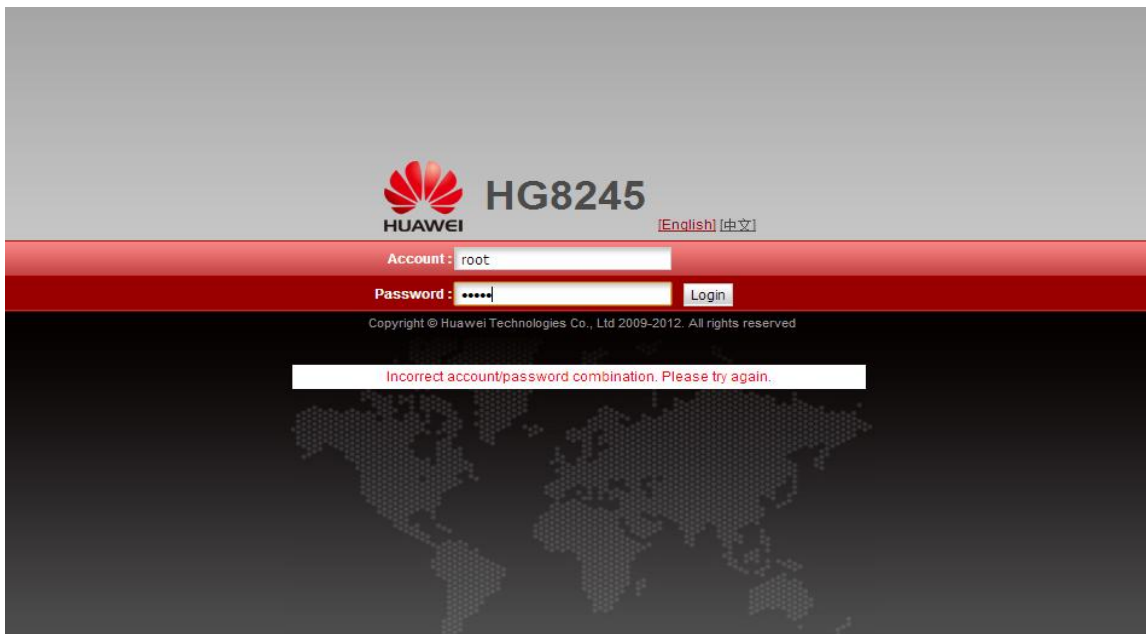 HUAWEI
HG8245
[English] [中文]
Account : root
Password : ••••• Login
Copyright © Huawei Technologies Co., Ltd 2009-2012. All rights reserved
Incorrect account/password combination. Please try again.